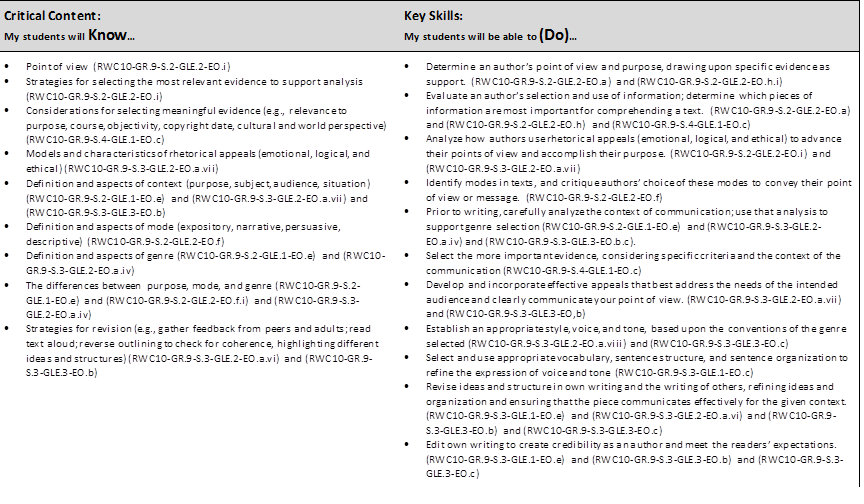 Critical Content:
My students will Know…
Point of view (RWC10-GR.9-S.2-GLE.2-EO.i)
Strategies for selecting the most relevant evidence to support analysis
(RWC10-GR.9-S.2-GLE.2-EO.i)
Considerations for selecting meaningful evidence (e.g., relevance to
purpose, course, objectivity, copyright date, cultural and world perspective)
(RWC10-GR.9-S.4-GLE.1-EO.c)
Models and characteristics of rhetorical appeals (emotional, logical, and
ethical) (RWC10-GR.9-S.3-GLE.2-EO.a.vii)
Definition and aspects of context (purpose, subject, audience, situation)
(RWC10-GR.9-S.2-GLE.1-EO.e) and (RWC10-GR.9-S.3-GLE.2-EO.a.vii) and
(RWC10-GR.9-S.3-GLE.3-EO.b)
Definition and aspects of mode (expository, narrative, persuasive,
descriptive) (RWC10-GR.9-S.2-GLE.2-EO.f)
Definition and aspects of genre (RWC10-GR.9-S.2-GLE.1-EO.e) and (RWC10-
GR.9-S.3-GLE.2-EO.a.iv)
The differences between purpose, mode, and genre (RWC10-GR.9-S.2-
GLE.1-EO.e) and (RWC10-GR.9-S.2-GLE.2-EO.f.i) and (RWC10-GR.9-S.3-
GLE.2-EO.a.iv)
Strategies for revision (e.g., gather feedback from peers and adults; read
text aloud; reverse outlining to check for coherence, highlighting different
ideas and structures) (RWC10-GR.9-S.3-GLE.2-EO.a.vi) and (RWC10-GR.9-
S.3-GLE.3-EO.b)
Key Skills:
My students will be able to (Do)…
Determine an author's point of view and purpose, drawing upon specific evidence as
support. (RWC10-GR.9-S.2-GLE.2-EO.a) and (RWC10-GR.9-S.2-GLE.2-EO.h.i)
Evaluate an author's selection and use of information; determine which pieces of
information are most important for comprehending a text. (RWC10-GR.9-S.2-GLE.2-EO.a)
and (RWC10-GR.9-S.2-GLE.2-EO.h) and (RWC10-GR.9-S.4-GLE.1-EO.c)
Analyze how authors use rhetorical appeals (emotional, logical, and ethical) to advance
their points of view and accomplish their purpose. (RWC10-GR.9-S.2-GLE.2-EO.i) and
(RWC10-GR.9-S.3-GLE.2-EO.a.vii)
Identify modes in texts, and critique authors' choice of these modes to convey their point
of view or message. (RWC10-GR.9-S.2-GLE.2-EO.f)
Prior to writing, carefully analyze the context of communication; use that analysis to
support genre selection (RWC10-GR.9-S.2-GLE.1-EO.e) and (RWC10-GR.9-S.3-GLE.2-
EO.a.iv) and (RWC10-GR.9-S.3-GLE.3-EO.b.c).
Select the more important evidence, considering specific criteria and the context of the
communication (RWC10-GR.9-S.4-GLE.1-EO.c)
Develop and incorporate effective appeals that best address the needs of the intended
audience and clearly communicate your point of view. (RWC10-GR.9-S.3-GLE.2-EO.a.vii)
and (RWC10-GR.9-S.3-GLE.3-EO,b)
Establish an appropriate style, voice, and tone, based upon the conventions of the genre
selected (RWC10-GR.9-S.3-GLE.2-EO.a.viii) and (RWC10-GR.9-S.3-GLE.3-EO.c)
Select and use appropriate vocabulary, sentence structure, and sentence organization to
refine the expression of voice and tone (RWC10-GR.9-S.3-GLE.1-EO.c)
Revise ideas and structure in own writing and the writing of others, refining ideas and
organization and ensuring that the piece communicates effectively for the given context.
(RWC10-GR.9-S.3-GLE.1-EO.e) and (RWC10-GR.9-S.3-GLE.2-EO.a.vi) and (RWC10-GR.9-
S.3-GLE.3-EO.b) and (RWC10-GR.9-S.3-GLE.3-EO.c)
Edit own writing to create credibility as an author and meet the readers' expectations.
(RWC10-GR.9-S.3-GLE.1-EO.e) and (RWC10-GR.9-S.3-GLE.3-EO.b) and (RWC10-GR.9-S.3-
GLE.3-EO.c)